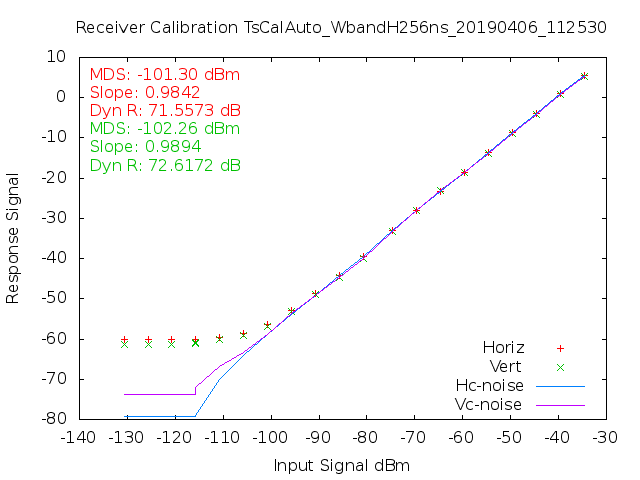 Receiver Calibration TsCalAuto_WbandH256ns_20190406_112530
MDS: -101.30 dBm
Slope: 0.9842
Dyn R: 71.5573 dB
MDS: -102.26 dBm
Slope: 0.9894
Dyn R: 72.6172 dB
10
0
-10
-20
-30
-40
-50
-60
-70
-80
Response Signal
Horiz
Vert
Hc-noise
Vc-noise
-140 -130 -120 -110 -100 -90 -80 -70 -60 -50 -40 -30
Input Signal dBm